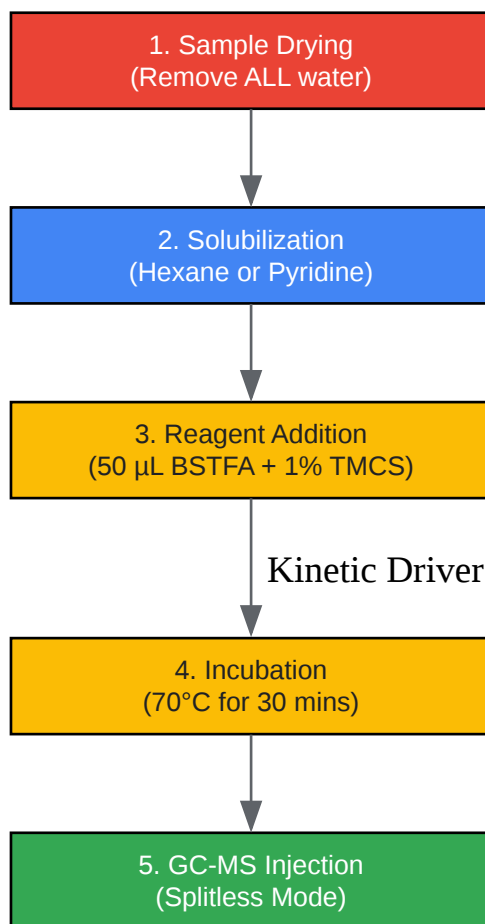 1. Sample Drying
(Remove ALL water)
2. Solubilization
(Hexane or Pyridine)
3. Reagent Addition
(50 µL BSTFA + 1% TMCS)
Kinetic Driver
4. Incubation
(70°C for 30 mins)
5. GC-MS Injection
(Splitless Mode)